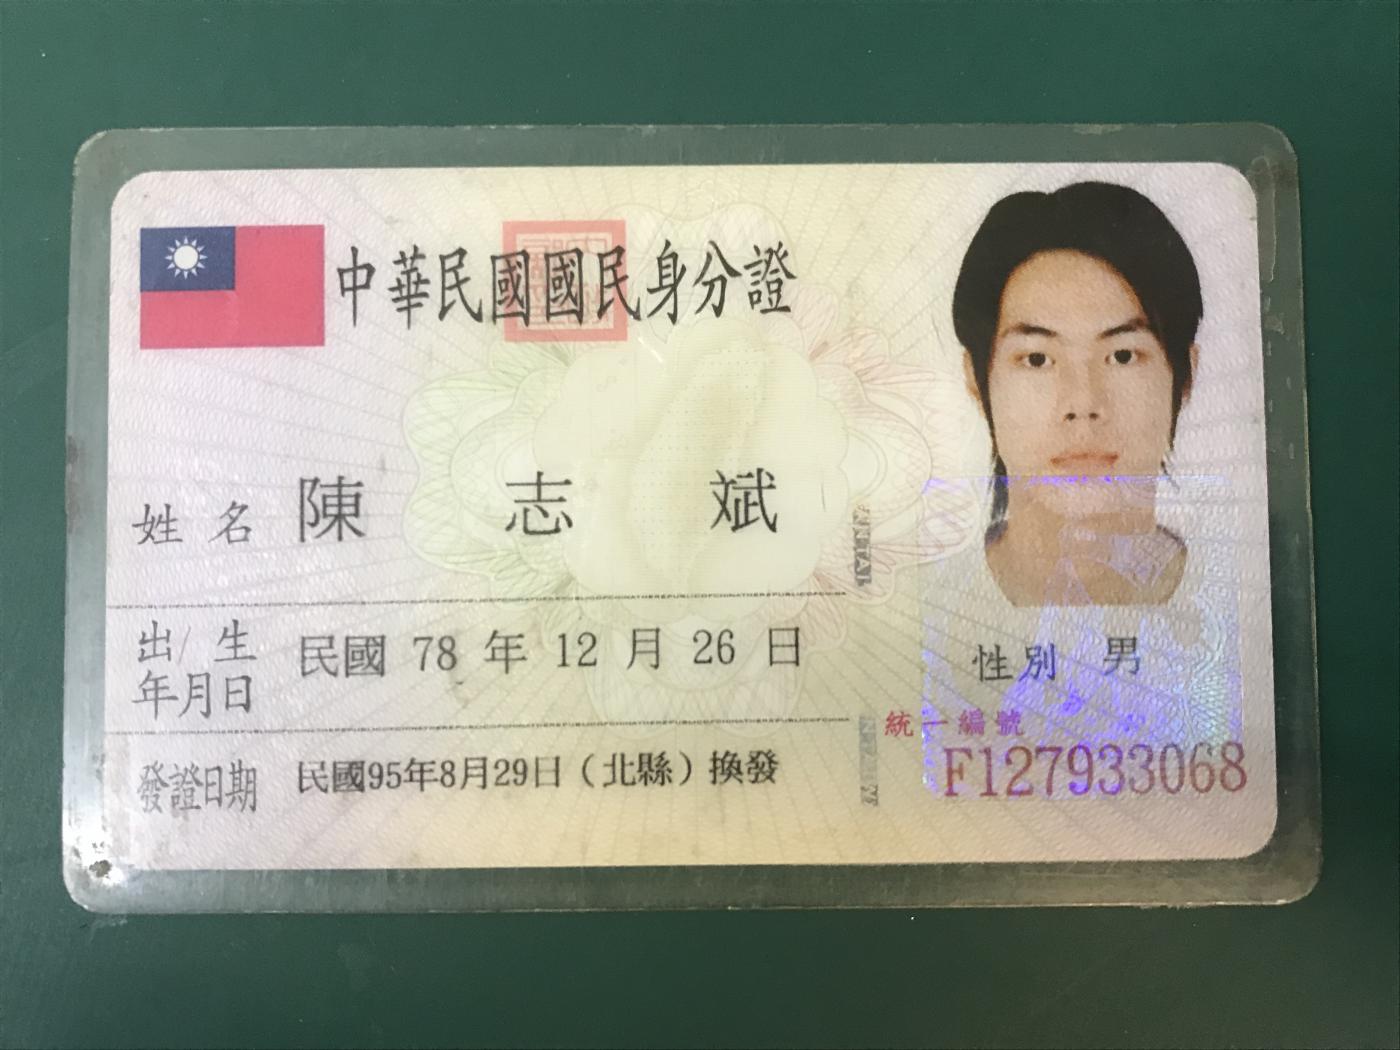 中華民國國民身分證
姓名 陳志斌
出生年月日 民國 78 年 12 月 26 日
發證日期 民國95年8月29日（北縣）換發
性別 男
統一編號
F127933068